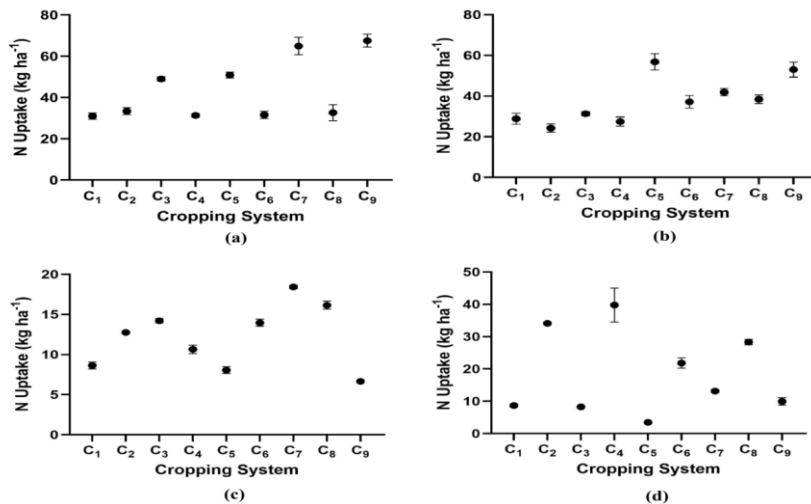 80
60
40
20
0
N Uptake (kg ha⁻¹)
C₁ C₂ C₃ C₄ C₅ C₆ C₇ C₈ C₉
Cropping System
(a)
80
60
40
20
0
N Uptake (kg ha⁻¹)
C₁ C₂ C₃ C₄ C₅ C₆ C₇ C₈ C₉
Cropping System
(b)
20
15
10
5
0
N Uptake (kg ha⁻¹)
C₁ C₂ C₃ C₄ C₅ C₆ C₇ C₈ C₉
Cropping System
(c)
50
40
30
20
10
0
N Uptake (kg ha⁻¹)
C₁ C₂ C₃ C₄ C₅ C₆ C₇ C₈ C₉
Cropping System
(d)